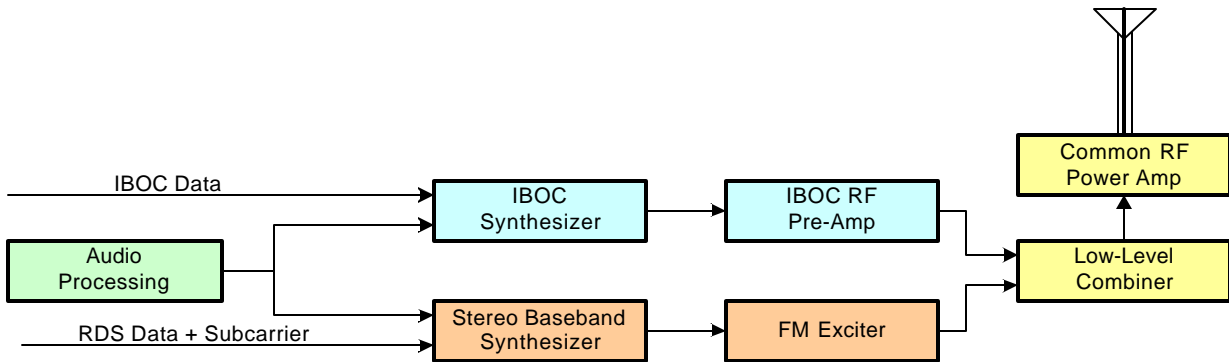 Common RF
Power Amp
IBOC Data
IBOC
Synthesizer
IBOC RF
Pre-Amp
Audio
Processing
Low-Level
Combiner
RDS Data + Subcarrier
Stereo Baseband
Synthesizer
FM Exciter